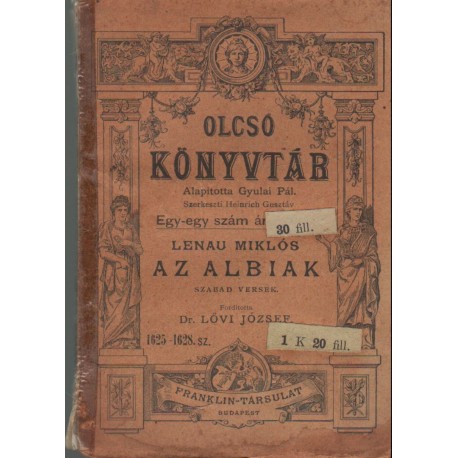 OLCSÓ
KÖNYVTÁR
Alapította Gyulai Pál.
Szerkeszti Heinrich Gusztáv
Egy-egy szám ár
30 fill.
LENAU MIKLÓS
AZ ALBIAK
SZABAD VERSEK.
Fordította
Dr. LŐVI JÓZSEF.
1625–1628. sz.
1 K 20 fill.
FRANKLIN-TÁRSULAT
BUDAPEST